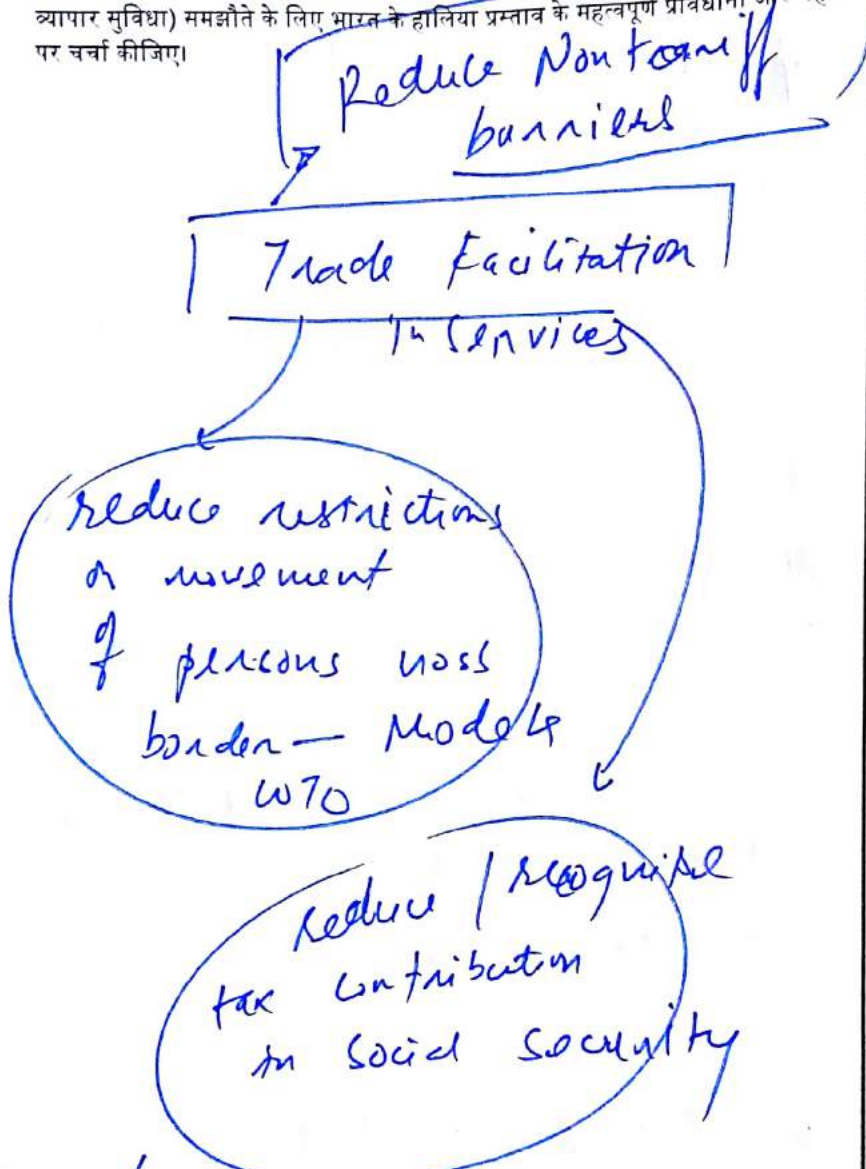 व्यापार सुविधा) समझौते के लिए भारत के हालिया प्रस्ताव के महत्वपूर्ण प्रावधानों
पर चर्चा कीजिए।
Reduce Non tariff
barriers
Trade Facilitation
In Services
reduce restrictions
on movement
of persons cross
border — Mode 4
WTO
reduce / recognise
tax contribution
in social security